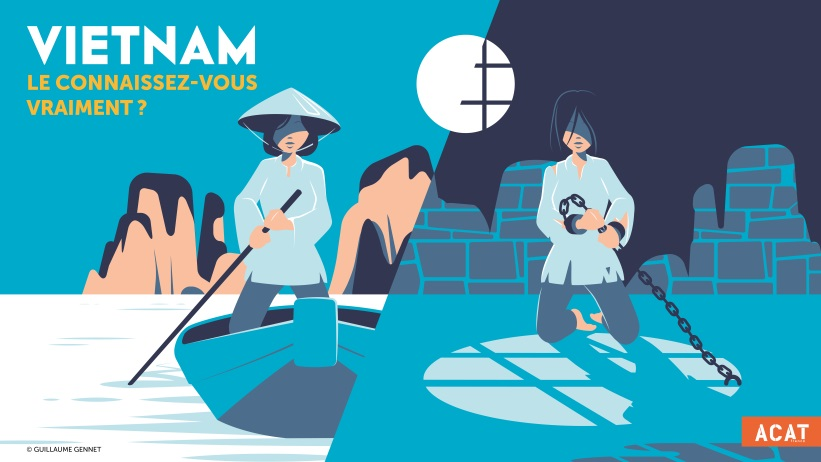 VIETNAM
LE CONNAISSEZ-VOUS
VRAIMENT ?
ACAT
© GUILLAUME GENNET